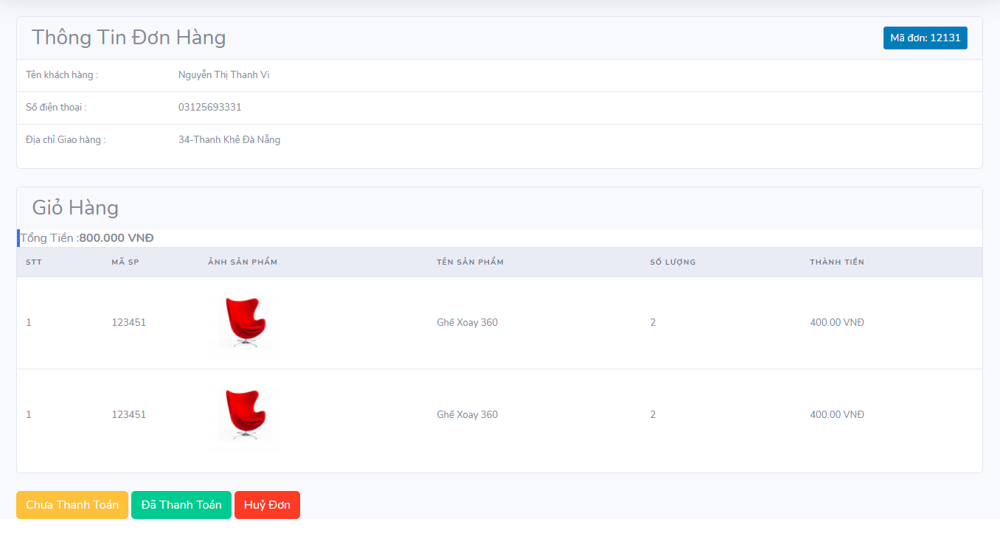 Thông Tin Đơn Hàng
Mã đơn: 12131
Tên khách hàng : Nguyễn Thị Thanh Vi
Số điện thoại : 03125693331
Địa chỉ Giao hàng : 34-Thanh Khê Đà Nẵng
Giỏ Hàng
Tổng Tiền :800.000 VNĐ
STT MÃ SP ẢNH SẢN PHẨM TÊN SẢN PHẨM SỐ LƯỢNG THÀNH TIỀN
1 123451 Ghế Xoay 360 2 400.00 VNĐ
1 123451 Ghế Xoay 360 2 400.00 VNĐ
Chưa Thanh Toán Đã Thanh Toán Huỷ Đơn